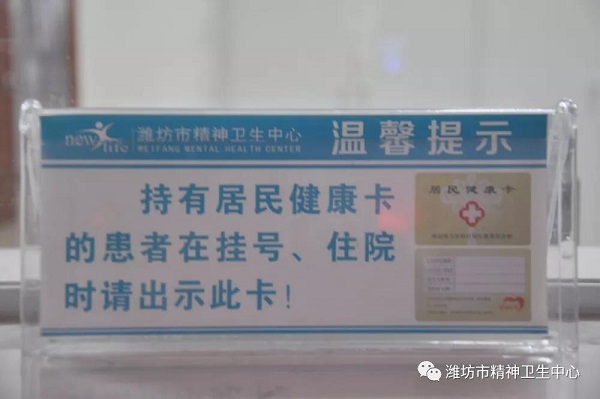 new life
潍坊市精神卫生中心
WEIFANG MENTAL HEALTH CENTER
温馨提示
持有居民健康卡
的患者在挂号、住院
时请出示此卡！
居民健康卡
潍坊市精神卫生中心